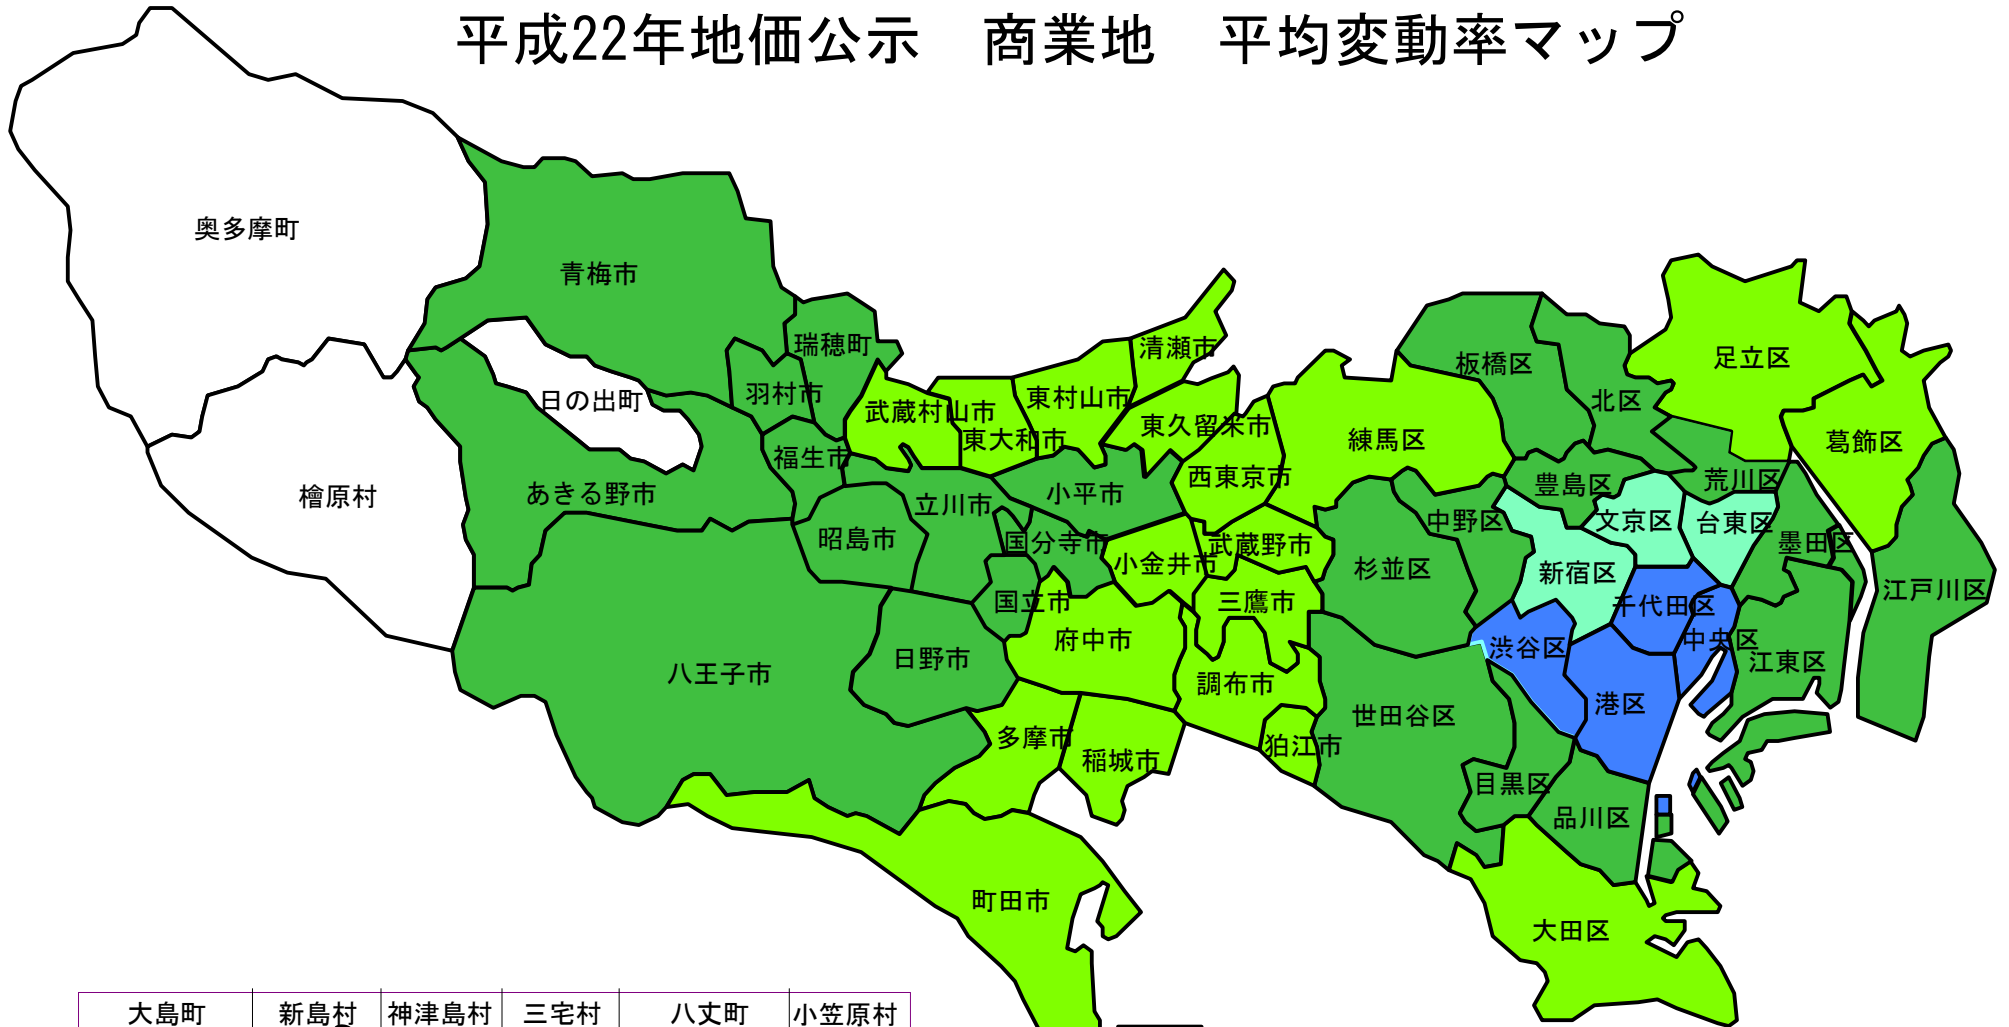 平成22年地価公示　商業地　平均変動率マップ
奥多摩町
青梅市
瑞穂町
清瀬市
板橋区
足立区
羽村市
日の出町
武蔵村山市
東村山市
東大和市
東久留米市
練馬区
北区
葛飾区
福生市
西東京市
豊島区
荒川区
檜原村
あきる野市
立川市
小平市
中野区
文京区
台東区
昭島市
国分寺市
小金井市
武蔵野市
杉並区
新宿区
墨田区
国立市
三鷹市
千代田区
江戸川区
府中市
渋谷区
中央区
八王子市
日野市
調布市
世田谷区
港区
江東区
多摩市
稲城市
狛江市
目黒区
品川区
町田市
大田区
大島町
新島村
神津島村
三宅村
八丈町
小笠原村